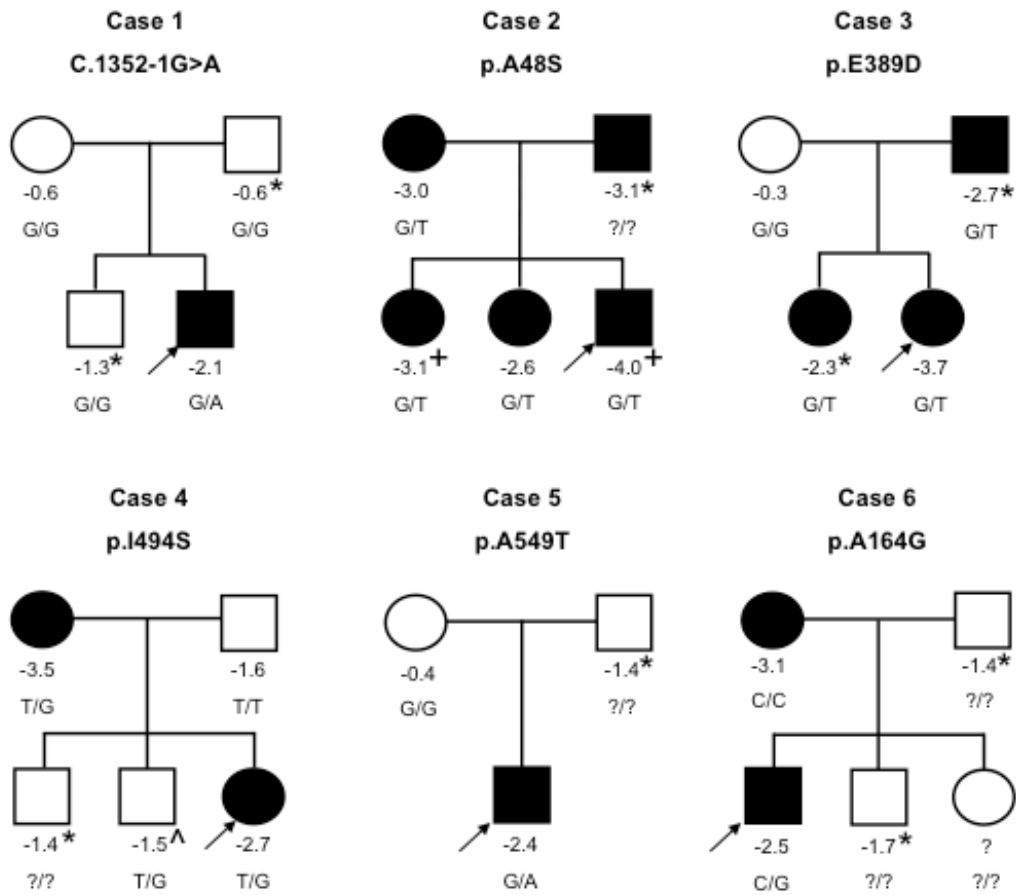 Case 1 Case 2 Case 3
C.1352-1G>A p.A48S p.E389D
-0.6 -0.6* -3.0 -3.1* -0.3 -2.7*
G/G G/G G/T ?/? G/G G/T
-1.3* -2.1 -3.1+ -2.6 -4.0+ -2.3* -3.7
G/G G/A G/T G/T G/T G/T G/T
Case 4 Case 5 Case 6
p.I494S p.A549T p.A164G
-3.5 -1.6 -0.4 -1.4* -3.1 -1.4*
T/G T/T G/G ?/? C/C ?/?
-1.4* -1.5^ -2.7 -2.4 -2.5 -1.7* ?
?/? T/G T/G G/A C/G ?/? ?/?